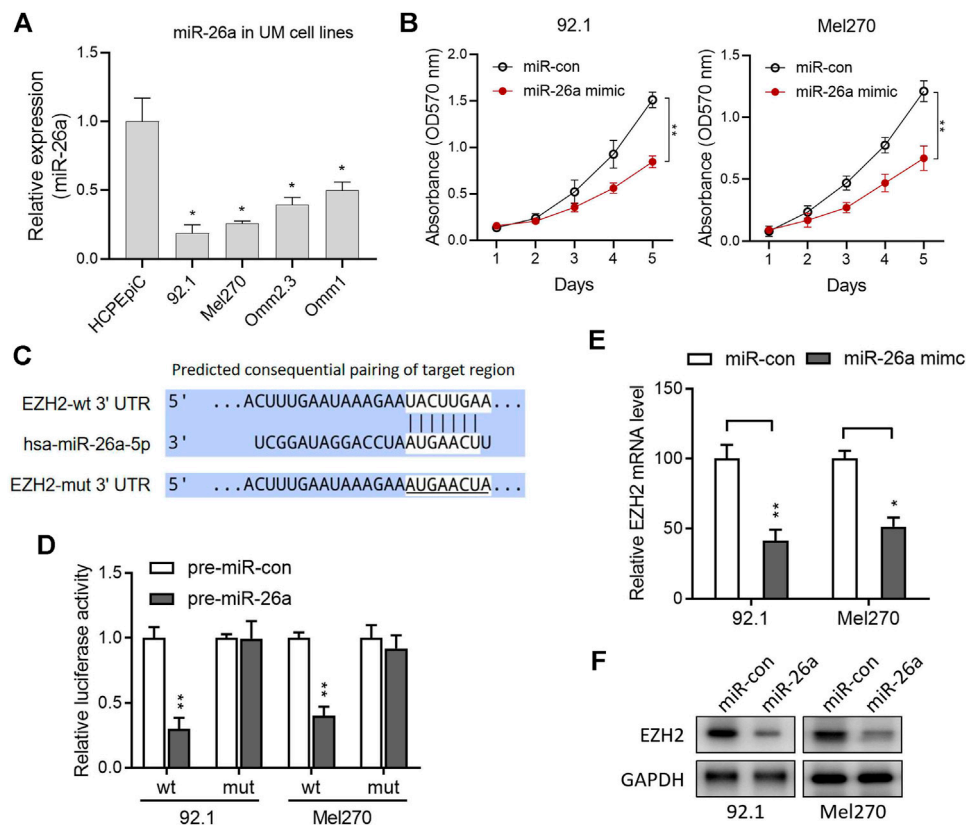 A
miR-26a in UM cell lines
Relative expression
(miR-26a)
1.5
1.0
0.5
0.0
*
*
*
*
HCPEpiC
92.1
Mel270
Omm2.3
Omm1
B
92.1
Absorbance (OD570 nm)
2.0
1.5
1.0
0.5
0.0
miR-con
miR-26a mimic
**
1 2 3 4 5
Days
Mel270
Absorbance (OD570 nm)
1.5
1.0
0.5
0.0
miR-con
miR-26a mimic
**
1 2 3 4 5
Days
C
Predicted consequential pairing of target region
EZH2-wt 3' UTR 5' ...ACUUUGAAUAAAGAAUACUUGAA...
hsa-miR-26a-5p 3' UCGGAUAGGACCUAAUGAACUU
EZH2-mut 3' UTR 5' ...ACUUUGAAUAAAGAAAUGAACUA...
D
Relative luciferase activity
1.5
1.0
0.5
0.0
pre-miR-con
pre-miR-26a
**
**
wt mut wt mut
92.1 Mel270
E
miR-con miR-26a mimc
Relative EZH2 mRNA level
150
100
50
0
**
*
92.1 Mel270
F
miR-con miR-26a miR-con miR-26a
EZH2
GAPDH
92.1 Mel270